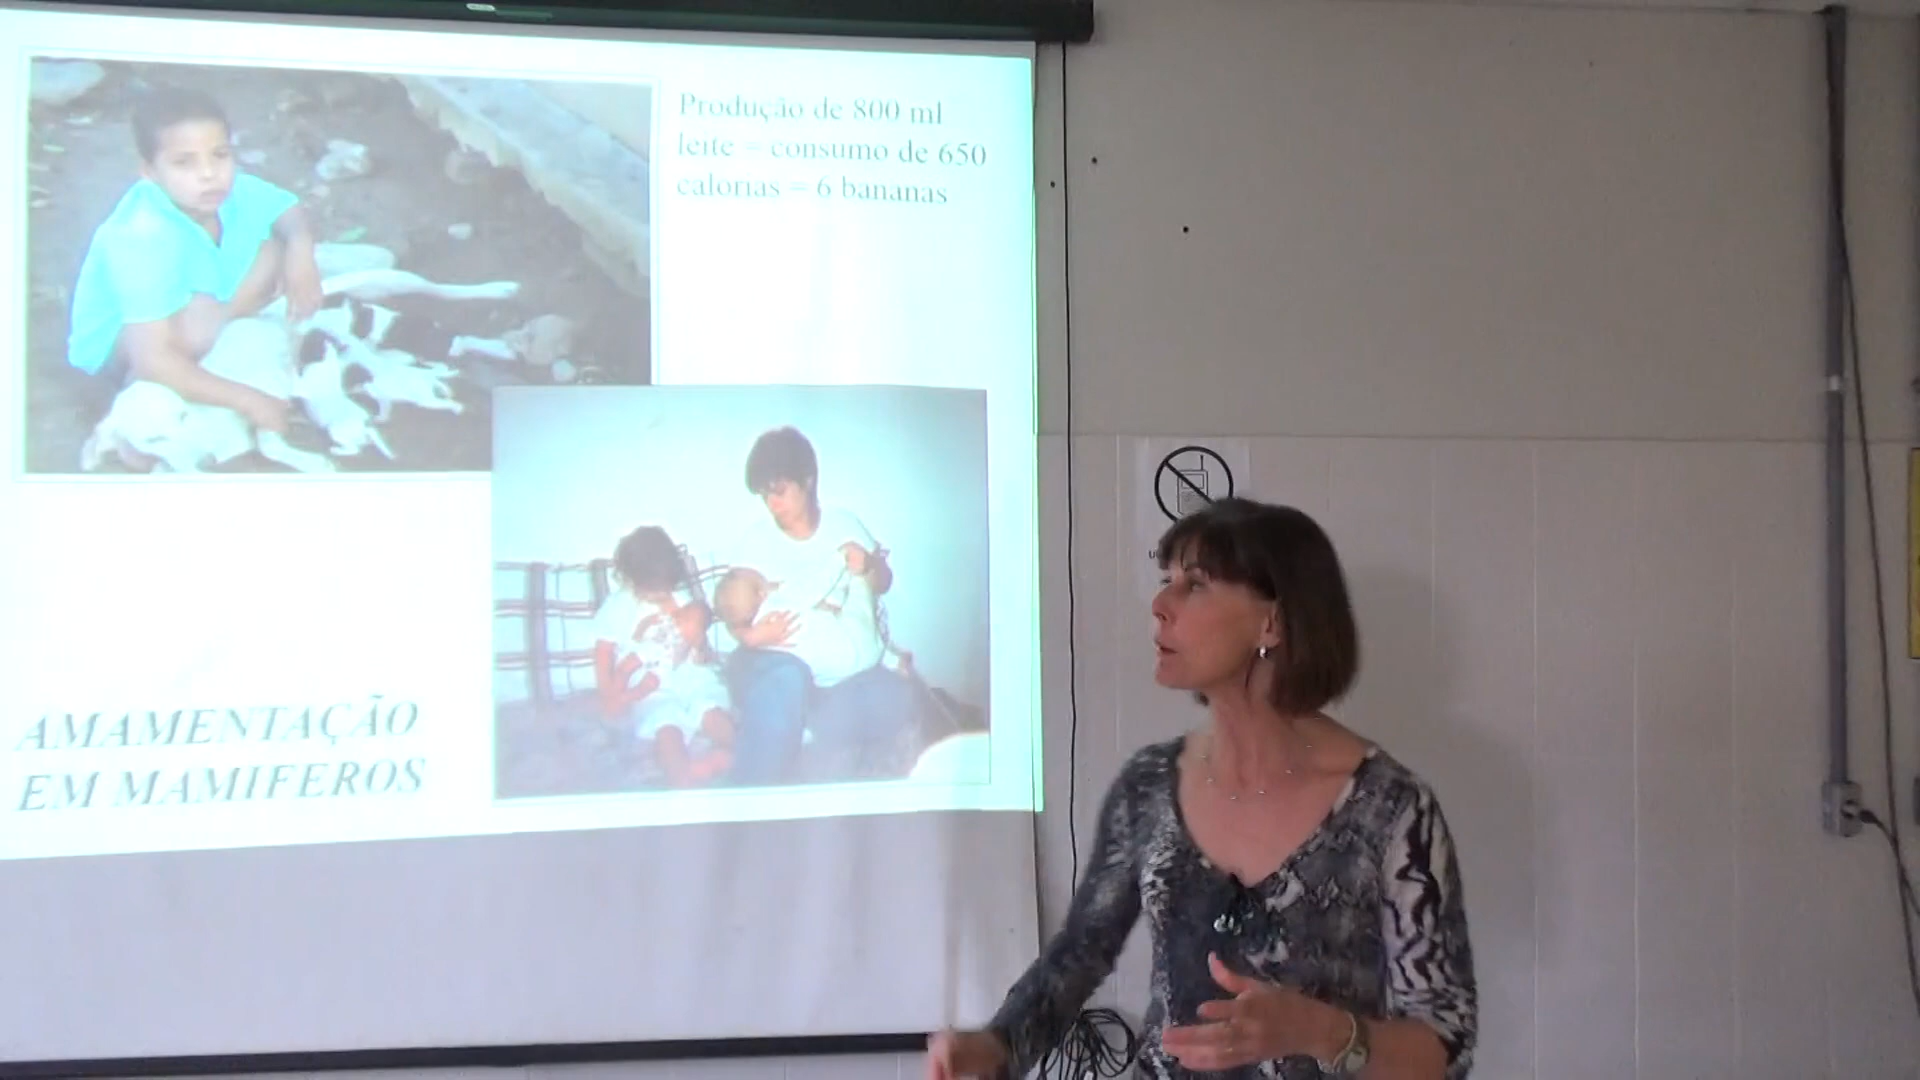 Produção de 800 ml
leite = consumo de 650
calorias = 6 bananas
AMAMENTAÇÃO
EM MAMIFEROS